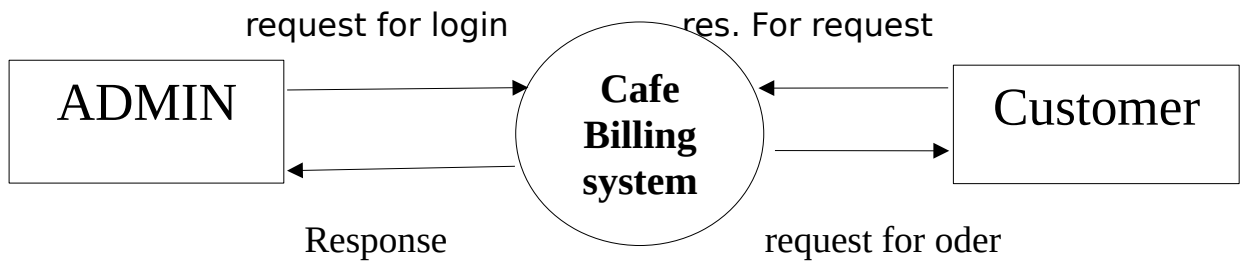 request for login
res. For request
ADMIN
Cafe
Billing
system
Customer
Response
request for oder